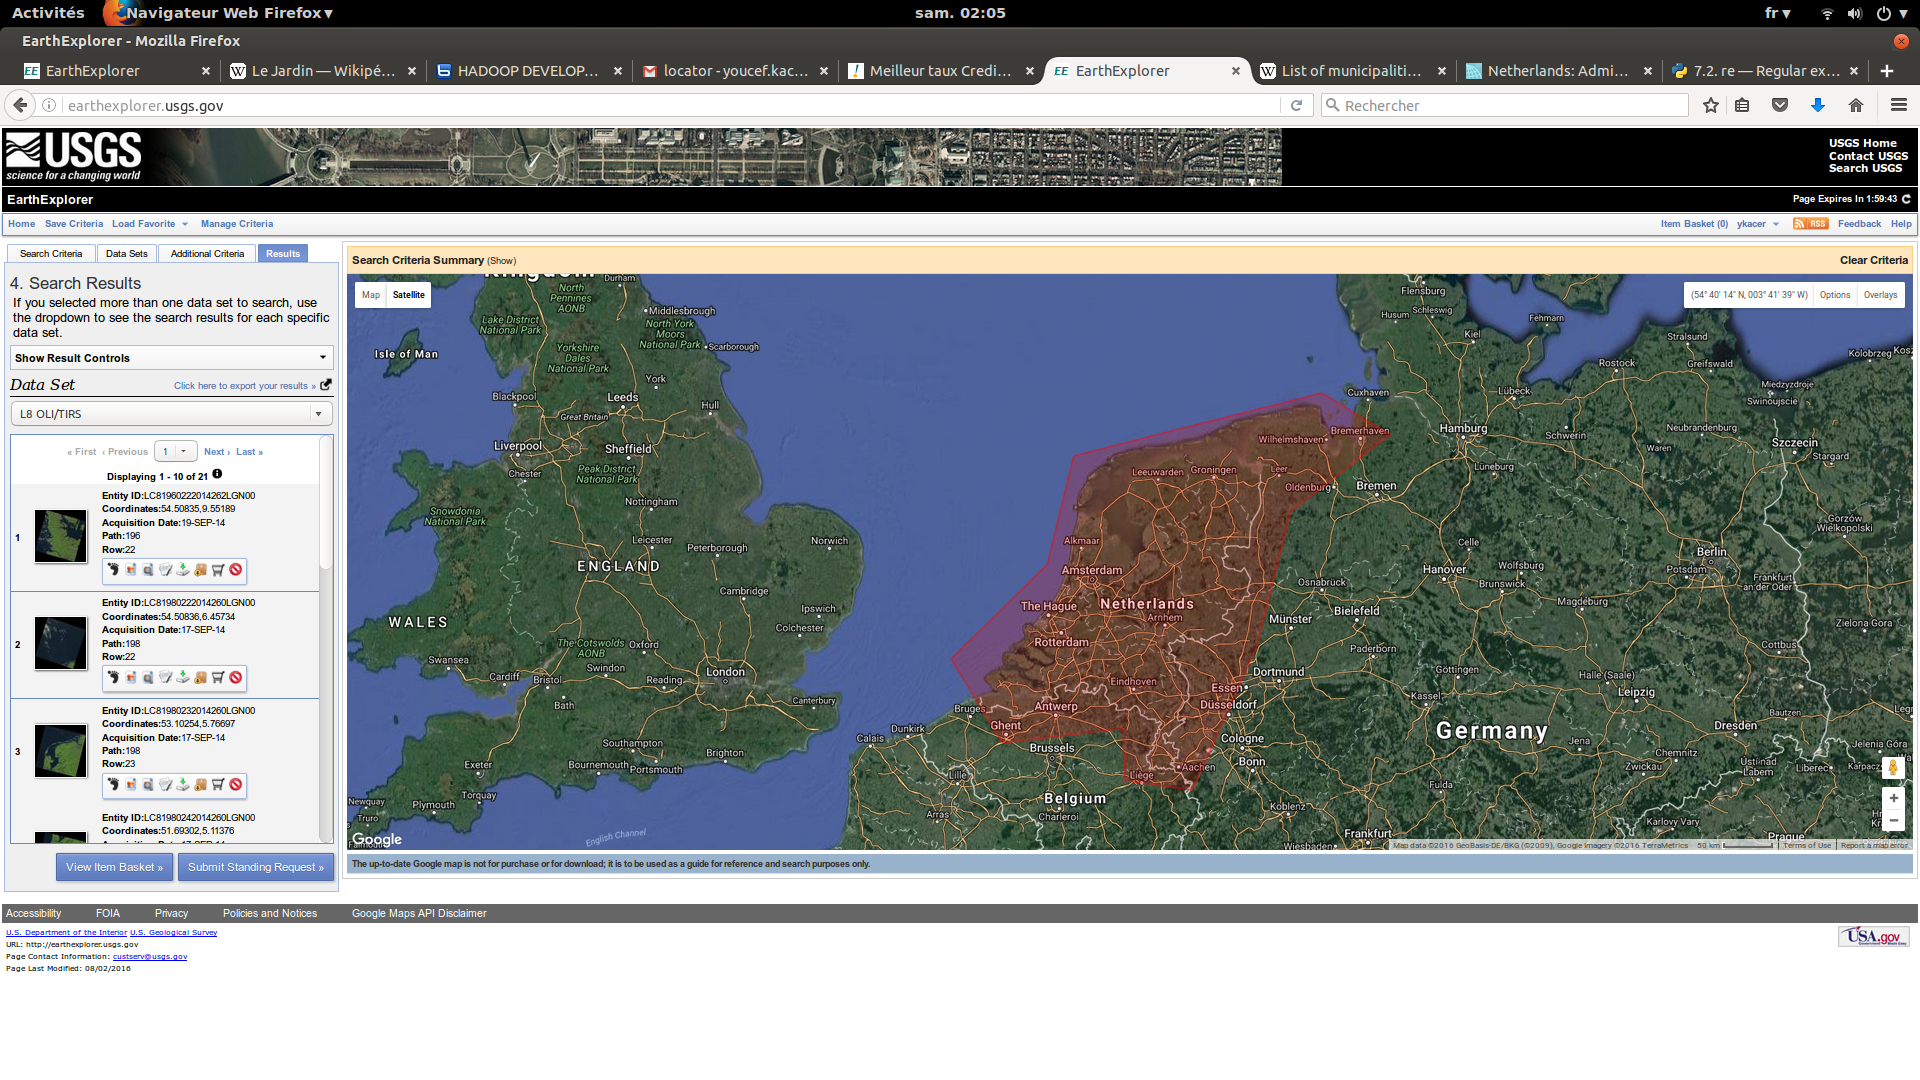 Activités
Navigateur Web Firefox ▾
sam. 02:05
fr ▾
EarthExplorer - Mozilla Firefox
EE EarthExplorer
W Le Jardin — Wikipé…
HADOOP DEVELOP…
locator - youcef.kac…
Meilleur taux Credi…
EE EarthExplorer
W List of municipaliti…
Netherlands: Admi…
7.2. re — Regular ex…
earthexplorer.usgs.gov
Rechercher
USGS
science for a changing world
USGS Home
Contact USGS
Search USGS
EarthExplorer
Page Expires In 1:59:43
Home Save Criteria Load Favorite Manage Criteria
Item Basket (0) ykacer RSS Feedback Help
Search Criteria Data Sets Additional Criteria Results
4. Search Results
If you selected more than one data set to search, use
the dropdown to see the search results for each specific
data set.
Show Result Controls
Data Set
Click here to export your results »
L8 OLI/TIRS
« First ‹ Previous 1 Next › Last »
Displaying 1 - 10 of 21
1
Entity ID:LC81960222014262LGN00
Coordinates:54.50835,9.55189
Acquisition Date:19-SEP-14
Path:196
Row:22
2
Entity ID:LC81980222014260LGN00
Coordinates:54.50836,6.45734
Acquisition Date:17-SEP-14
Path:198
Row:22
3
Entity ID:LC81980232014260LGN00
Coordinates:53.10254,5.76697
Acquisition Date:17-SEP-14
Path:198
Row:23
Entity ID:LC81980242014260LGN00
Coordinates:51.69302,5.11376
View Item Basket »
Submit Standing Request »
Search Criteria Summary (Show)
Clear Criteria
Map Satellite
(54° 40' 14" N, 003° 41' 39" W) Options Overlays
Durham
North
Pennines
AONB
Middlesbrough
Lake District
National Park
North York
Moors
National Park
Scarborough
Isle of Man
Yorkshire
Dales
National Park
York
Blackpool
Leeds
Great Britain
Hull
Liverpool
Sheffield
Chester
Peak District
National Park
Nottingham
Snowdonia
National Park
Leicester
Peterborough
Norwich
ENGLAND
Cambridge
Ipswich
Colchester
WALES
The Cotswolds
AONB
Oxford
Swansea
Swindon
London
Cardiff
Bristol
Reading
Bath
Canterbury
Southampton
Brighton
Exeter
Bournemouth
Portsmouth
Torquay
Newquay
Plymouth
Truro
English Channel
Google
Flensburg
Husum
Schleswig
Fehmarn
Kiel
Stralsund
Rostock
Greifswald
Kolobrzeg
Cuxhaven
Lübeck
Miedzyzdroje
Swinoujscie
Bremerhaven
Wilhelmshaven
Hamburg
Schwerin
Neubrandenburg
Szczecin
Stargard
Leeuwarden
Groningen
Leer
Lüneburg
Waren
Oldenburg
Bremen
Alkmaar
Celle
Gorzów
Wielkopolski
Berlin
Amsterdam
Hanover
Wolfsburg
Potsdam
Osnabrück
Brunswick
Frankfurt
an der Oder
The Hague
Netherlands
Arnhem
Münster
Bielefeld
Magdeburg
Zielona Gora
Rotterdam
Paderborn
Cottbus
Eindhoven
Essen
Dortmund
Göttingen
Halle (Saale)
Kassel
Leipzig
Bruges
Antwerp
Düsseldorf
Ghent
Dunkirk
Calais
Brussels
Cologne
Germany
Bautzen
Dresden
Jena
Lille
Liège
Aachen
Bonn
Chemnitz
Jelenia Góra
Zwickau
Usti nad
Labem
Liberec
Belgium
Charleroi
Arras
Koblenz
Fulda
Karlovy Vary
Frankfurt
Wiesbaden
Prague
Map data ©2016 GeoBasis-DE/BKG (©2009), Google Imagery ©2016 TerraMetrics 50 km Terms of Use Report a map error
The up-to-date Google map is not for purchase or for download; it is to be used as a guide for reference and search purposes only.
Accessibility FOIA Privacy Policies and Notices Google Maps API Disclaimer
U.S. Department of the Interior U.S. Geological Survey
URL: http://earthexplorer.usgs.gov
Page Contact Information: custserv@usgs.gov
Page Last Modified: 08/02/2016
USA.gov